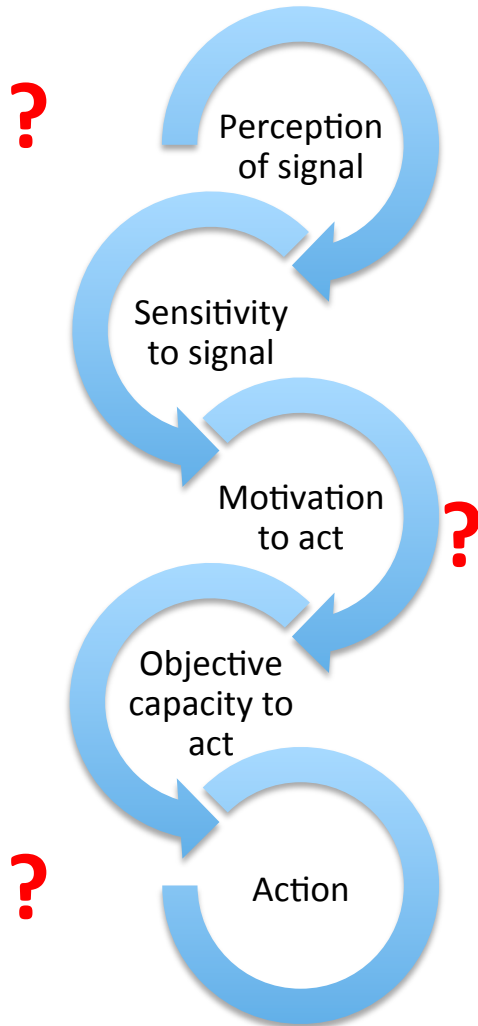 ?
Perception
of signal
Sensitivity
to signal
Motivation
to act
?
Objective
capacity to
act
?
Action